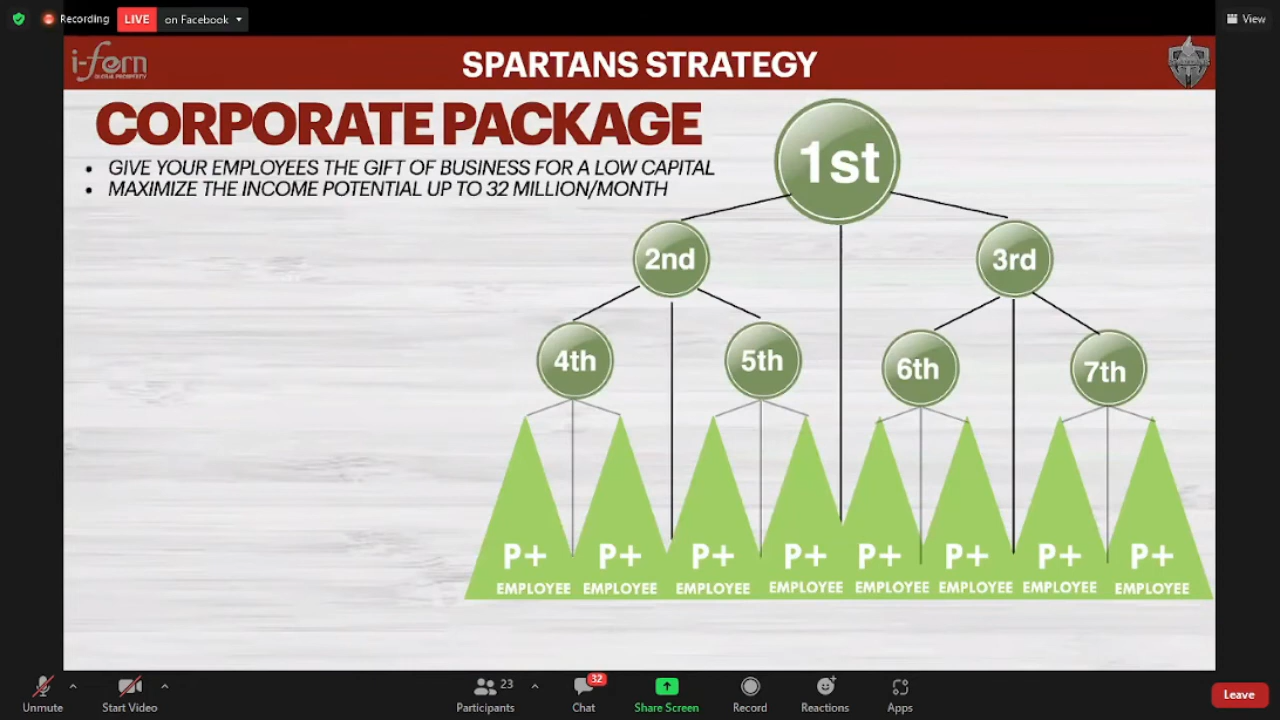 Recording
LIVE
on Facebook
View
i-fern
GLOBAL PROSPERITY
SPARTANS STRATEGY
CORPORATE PACKAGE
• GIVE YOUR EMPLOYEES THE GIFT OF BUSINESS FOR A LOW CAPITAL
• MAXIMIZE THE INCOME POTENTIAL UP TO 32 MILLION/MONTH
1st
2nd
3rd
4th
5th
6th
7th
P+ P+ P+ P+ P+ P+ P+ P+
EMPLOYEE EMPLOYEE EMPLOYEE EMPLOYEE EMPLOYEE EMPLOYEE EMPLOYEE EMPLOYEE
23
32
Unmute
Start Video
Participants
Chat
Share Screen
Record
Reactions
Apps
Leave